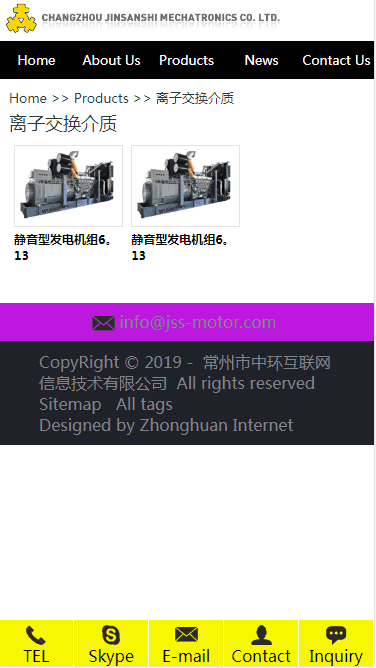 CHANGZHOU JINSANSHI MECHATRONICS CO. LTD.
Home About Us Products News Contact Us
Home >> Products >> 离子交换介质
离子交换介质
静音型发电机组6。 静音型发电机组6。
13 13
info@jss-motor.com
CopyRight © 2019 - 常州市中环互联网
信息技术有限公司 All rights reserved
Sitemap All tags
Designed by Zhonghuan Internet
TEL Skype E-mail Contact Inquiry